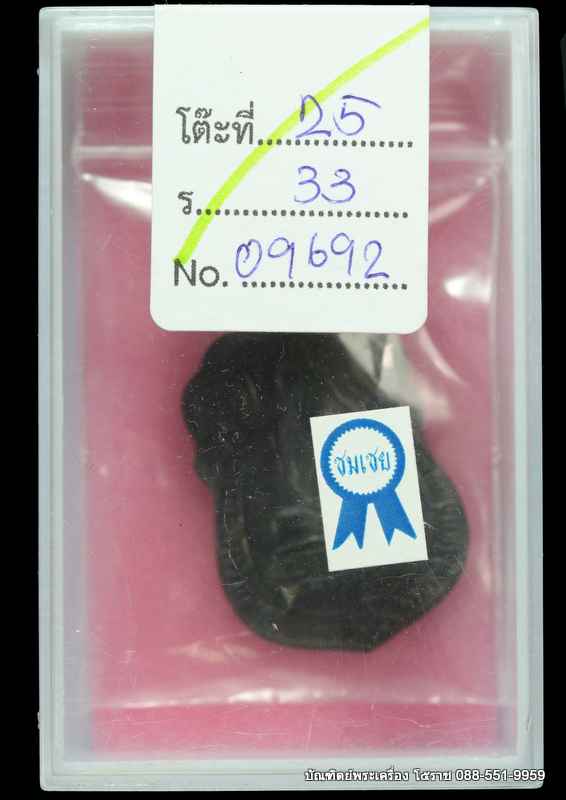 โต๊ะที่ 25
ร 33
No. 09692
ชมเชย
บัณฑิตย์พระเครื่อง โคราช 088-551-9959